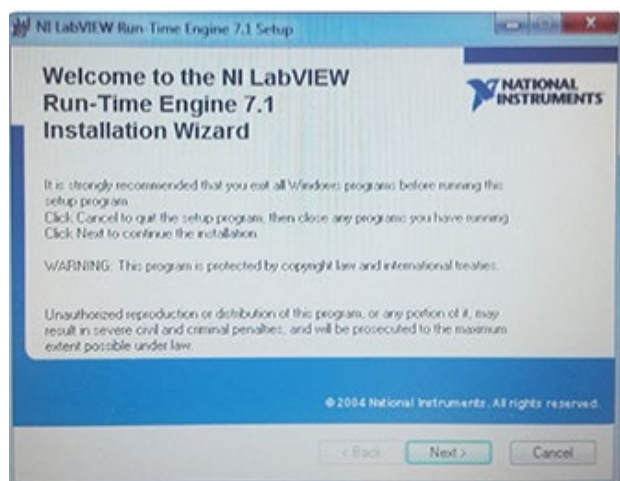 NI LabVIEW Run-Time Engine 7.1 Setup
Welcome to the NI LabVIEW
Run-Time Engine 7.1
Installation Wizard
NATIONAL
INSTRUMENTS
It is strongly recommended that you exit all Windows programs before running this
setup program.
Click Cancel to quit the setup program, then close any programs you have running.
Click Next to continue the installation.
WARNING: This program is protected by copyright law and international treaties.
Unauthorized reproduction or distribution of this program, or any portion of it, may
result in severe civil and criminal penalties, and will be prosecuted to the maximum
extent possible under law.
© 2004 National Instruments. All rights reserved.
< Back
Next >
Cancel